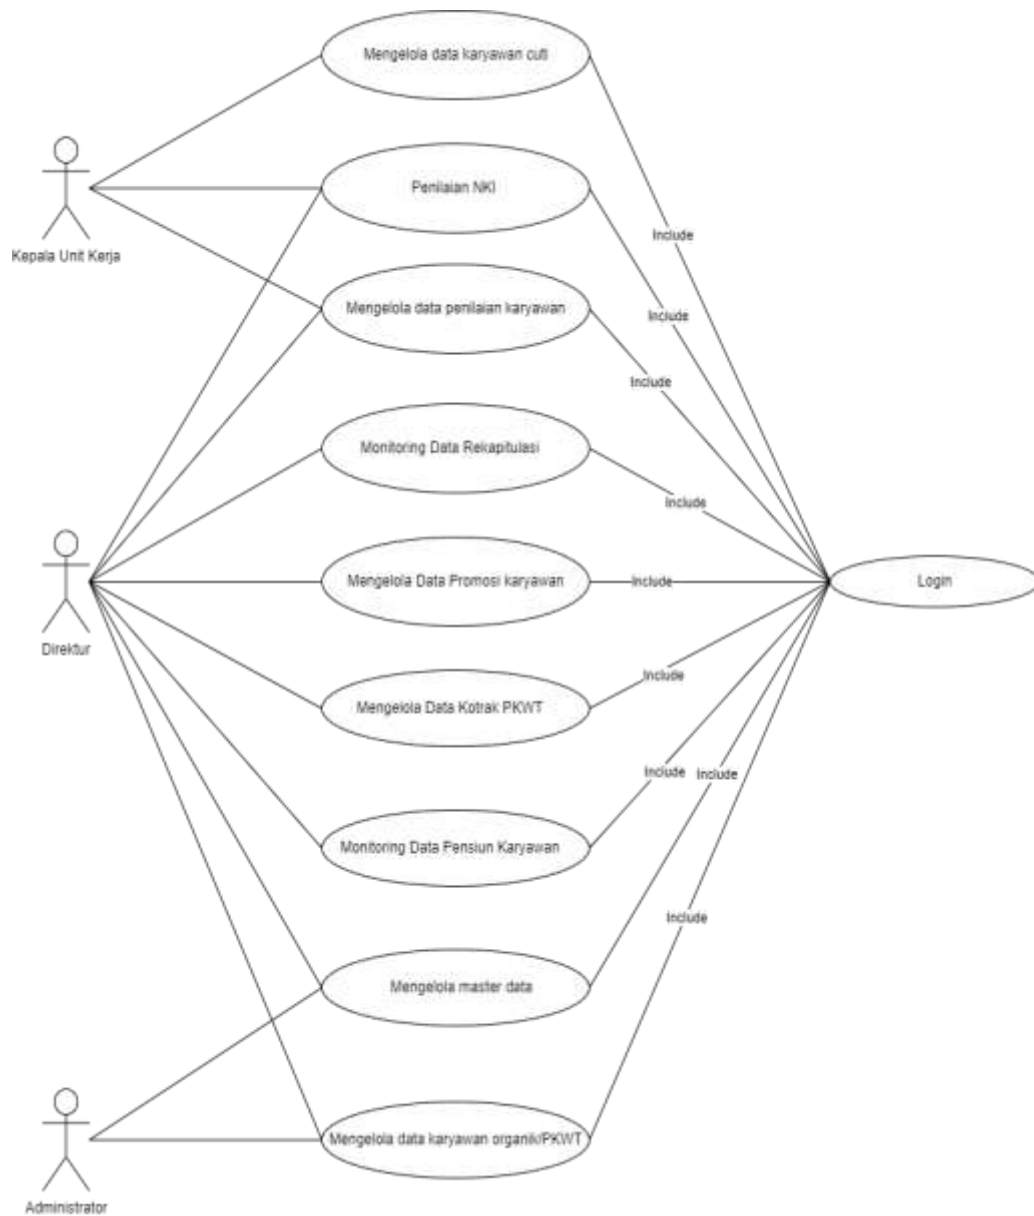 Mengelola data karyawan cuti
Penilaian NKI
Include
Kepala Unit Kerja
Mengelola data penilaian karyawan
Include
Include
Monitoring Data Rekapitulasi
Include
Mengelola Data Promosi karyawan
Include
Login
Direktur
Include
Mengelola Data Kotrak PKWT
Include
Include
Monitoring Data Pensiun Karyawan
Include
Mengelola master data
Mengelola data karyawan organik/PKWT
Administrator